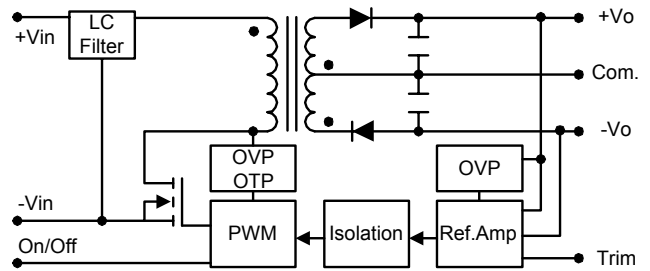 +Vin
LC
Filter
+Vo
Com.
-Vo
OVP
OTP
OVP
-Vin
On/Off
PWM
Isolation
Ref.Amp
Trim